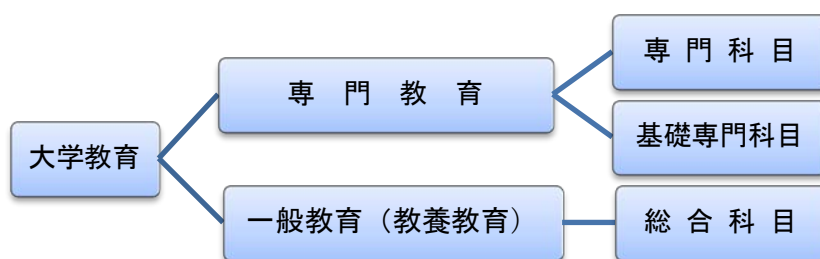 専門科目
専門教育
基礎専門科目
大学教育
一般教育（教養教育）
総合科目